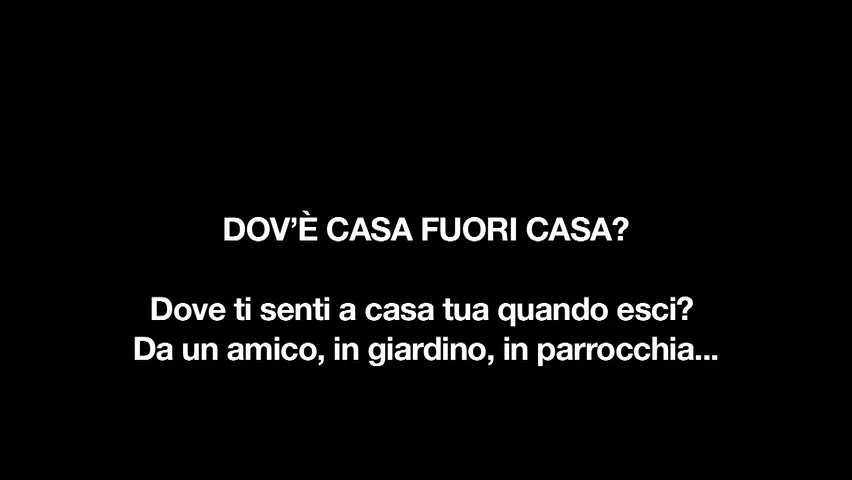 DOV’È CASA FUORI CASA?
Dove ti senti a casa tua quando esci?
Da un amico, in giardino, in parrocchia...